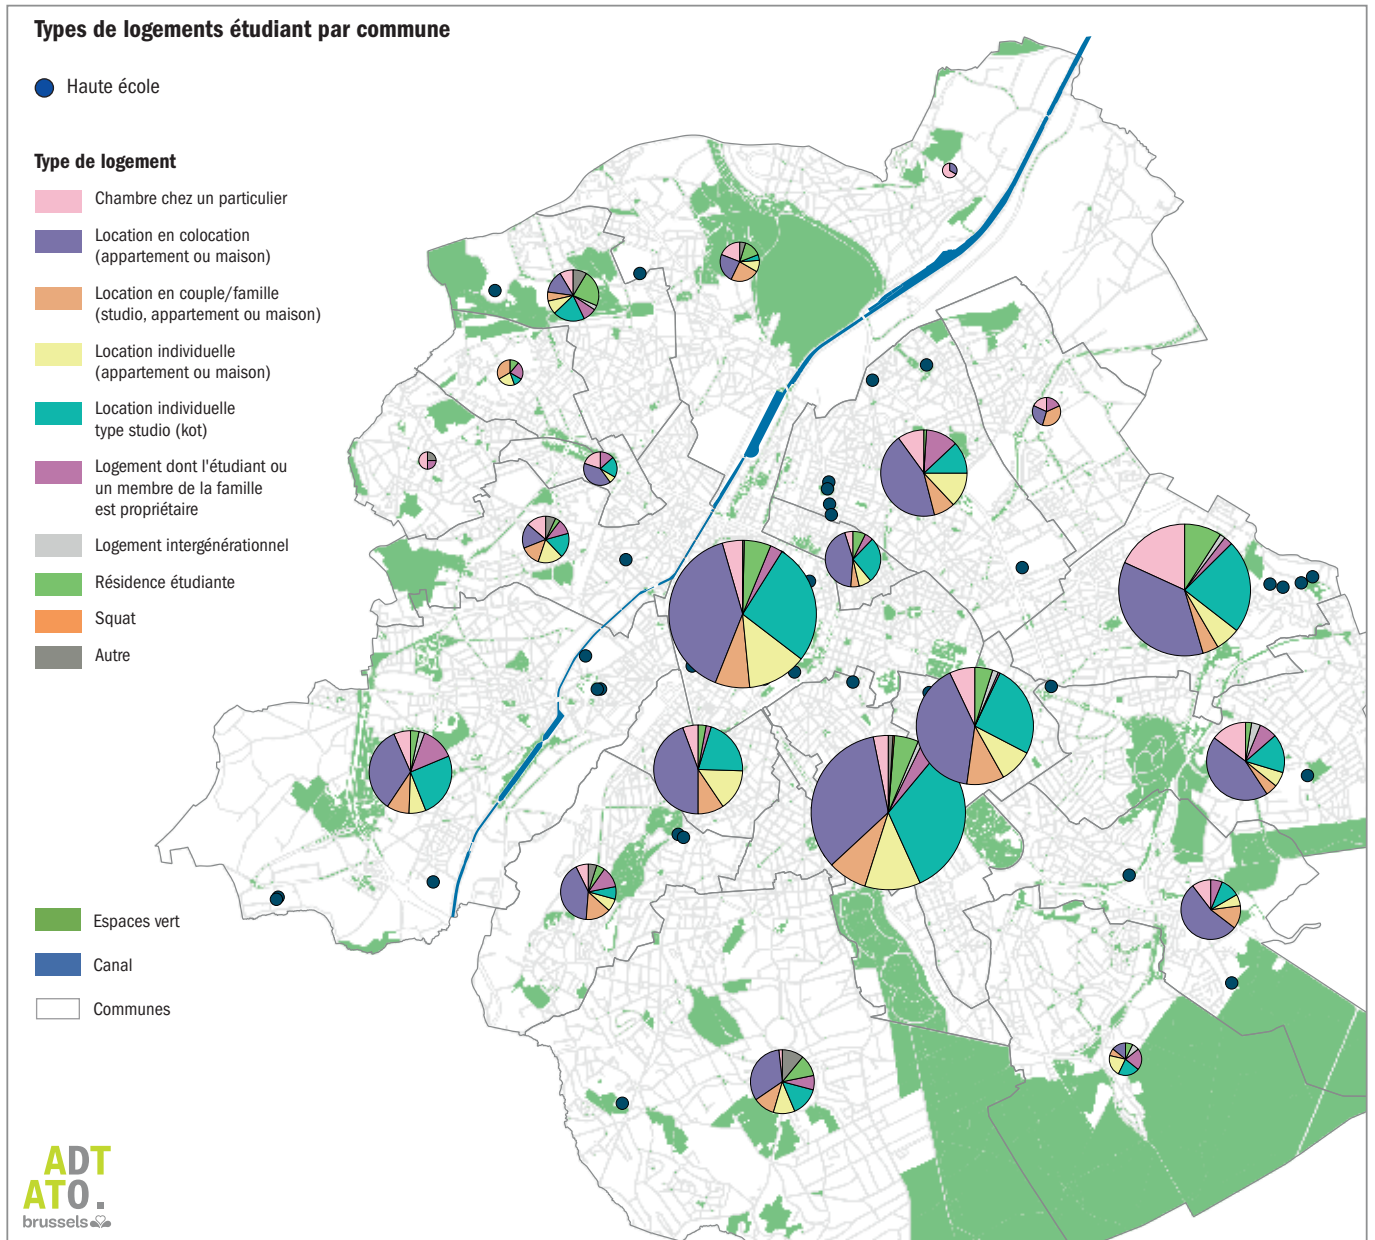 Types de logements étudiant par commune
Haute école
Type de logement
Chambre chez un particulier
Location en colocation
(appartement ou maison)
Location en couple/famille
(studio, appartement ou maison)
Location individuelle
(appartement ou maison)
Location individuelle
type studio (kot)
Logement dont l'étudiant ou
un membre de la famille
est propriétaire
Logement intergénérationnel
Résidence étudiante
Squat
Autre
Espaces vert
Canal
Communes
ADT
ATO.
brussels